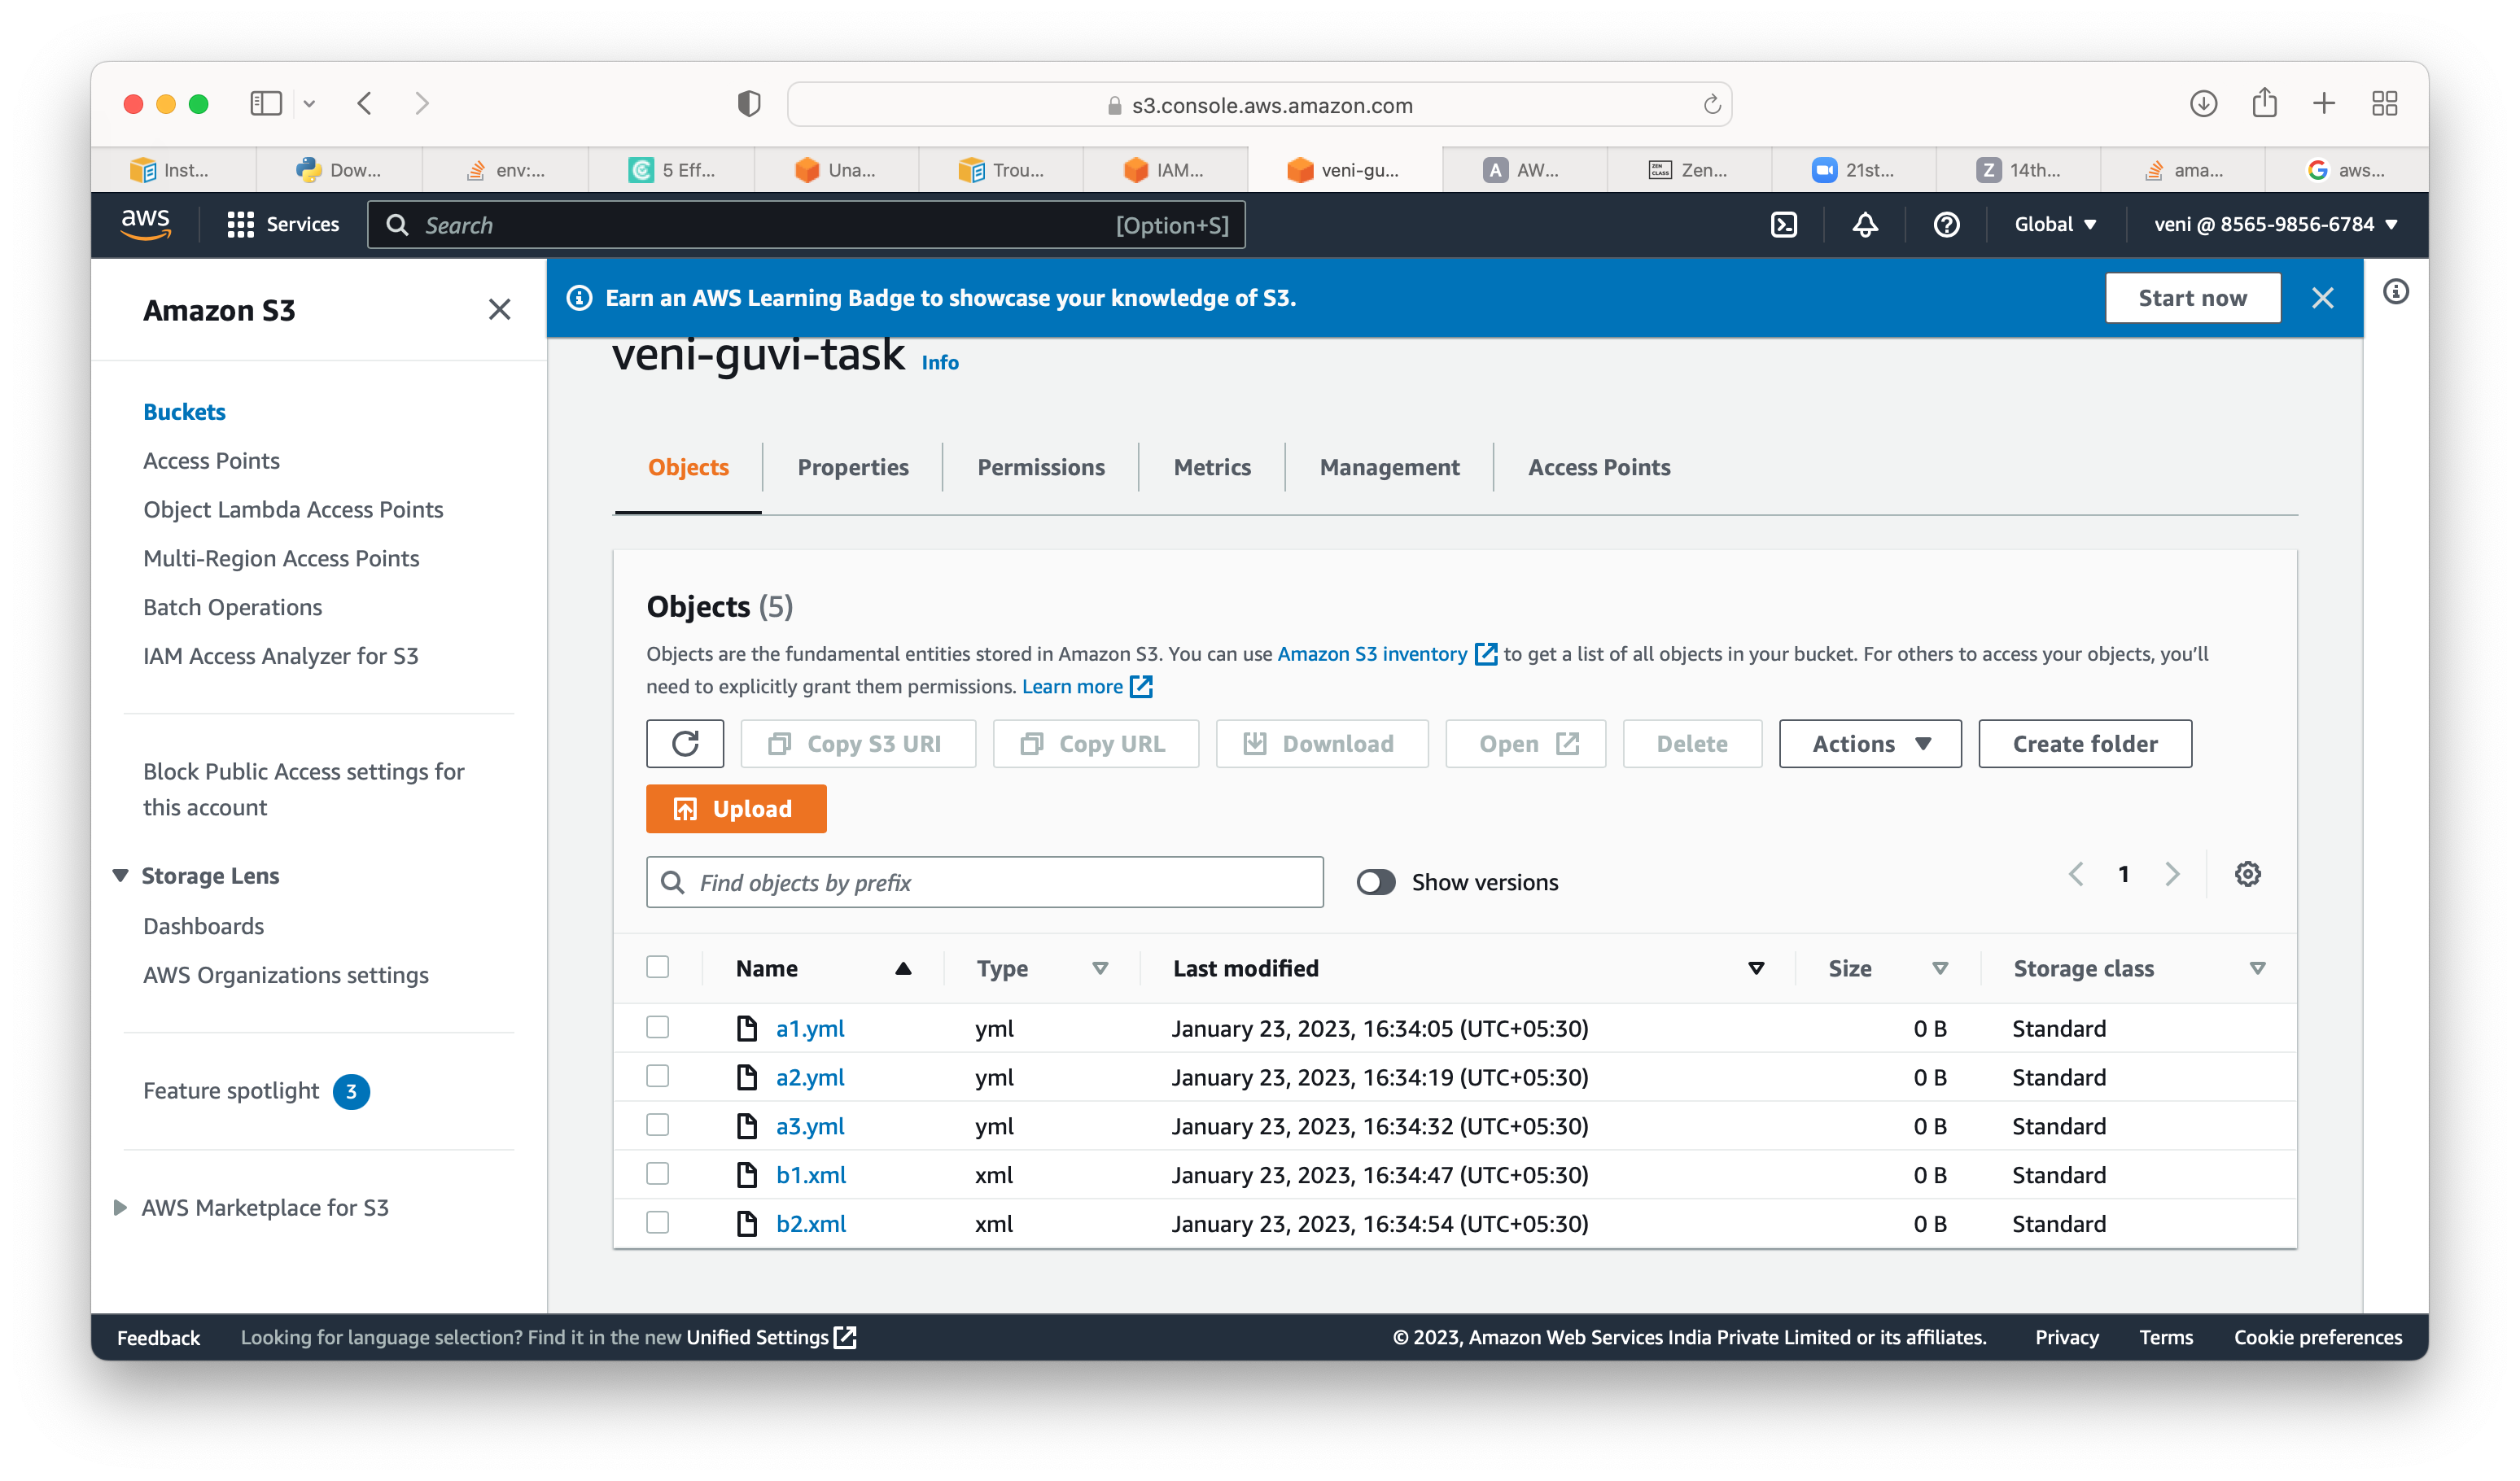 s3.console.aws.amazon.com
Inst...
Dow...
env:...
5 Eff...
Una...
Trou...
IAM...
veni-gu...
A AW...
ZEN CLASS Zen...
21st...
Z 14th...
ama...
aws...
aws
Services
Search
[Option+S]
Global
veni @ 8565-9856-6784
Amazon S3
Buckets
Access Points
Object Lambda Access Points
Multi-Region Access Points
Batch Operations
IAM Access Analyzer for S3
Block Public Access settings for
this account
Storage Lens
Dashboards
AWS Organizations settings
Feature spotlight 3
AWS Marketplace for S3
Earn an AWS Learning Badge to showcase your knowledge of S3.
Start now
veni-guvi-task Info
Objects
Properties
Permissions
Metrics
Management
Access Points
Objects (5)
Objects are the fundamental entities stored in Amazon S3. You can use Amazon S3 inventory to get a list of all objects in your bucket. For others to access your objects, you’ll
need to explicitly grant them permissions. Learn more
Copy S3 URI
Copy URL
Download
Open
Delete
Actions
Create folder
Upload
Find objects by prefix
Show versions
1
Name Type Last modified Size Storage class
a1.yml yml January 23, 2023, 16:34:05 (UTC+05:30) 0 B Standard
a2.yml yml January 23, 2023, 16:34:19 (UTC+05:30) 0 B Standard
a3.yml yml January 23, 2023, 16:34:32 (UTC+05:30) 0 B Standard
b1.xml xml January 23, 2023, 16:34:47 (UTC+05:30) 0 B Standard
b2.xml xml January 23, 2023, 16:34:54 (UTC+05:30) 0 B Standard
Feedback
Looking for language selection? Find it in the new Unified Settings
© 2023, Amazon Web Services India Private Limited or its affiliates.
Privacy
Terms
Cookie preferences